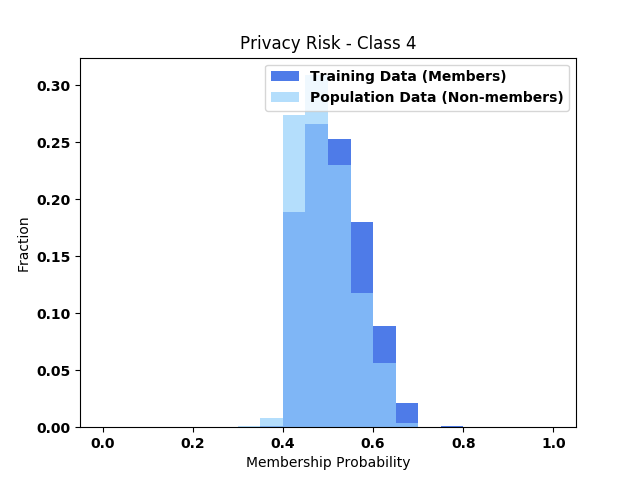 Privacy Risk - Class 4
Training Data (Members)
Population Data (Non-members)
0.30
0.25
0.20
0.15
0.10
0.05
0.00
Fraction
0.0 0.2 0.4 0.6 0.8 1.0
Membership Probability